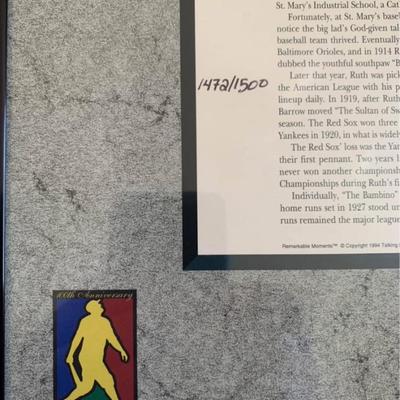 St. Mary's Industrial School, a Cat
Fortunately, at St. Mary's baseb
notice the big lad's God-given tal
baseball team thrived. Eventually
Baltimore Orioles, and in 1914 R
dubbed the youthful southpaw "B
Later that year, Ruth was pick
the American League with his p
lineup daily. In 1919, after Ruth
Barrow moved "The Sultan of Sw
season. The Red Sox won three
Yankees in 1920, in what is widely
The Red Sox' loss was the Yan
their first pennant. Two years l
never won another championsh
Championships during Ruth's fi
Individually, "The Bambino"
home runs set in 1927 stood un
runs remained the major league
Remarkable Moments™ © Copyright 1994 Talking
1472/1500
100th Anniversary